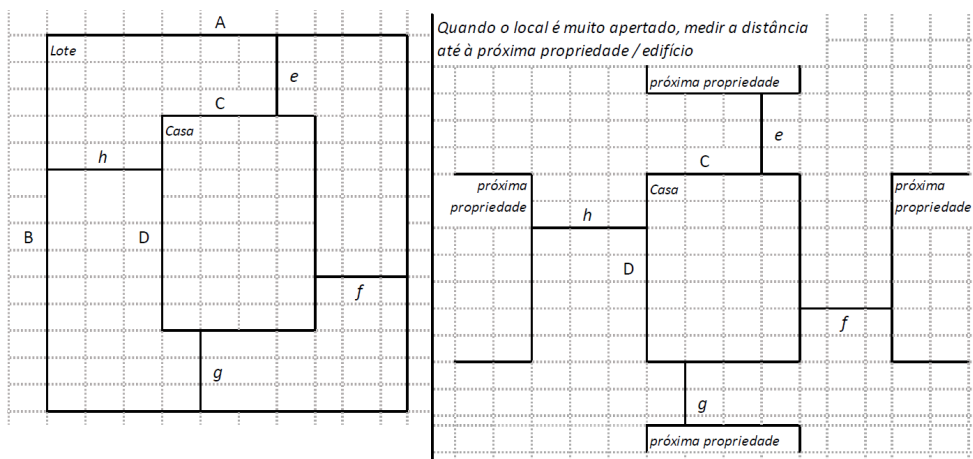 A
Lote
e
C
Casa
h
B
D
f
g
Quando o local é muito apertado, medir a distância
até à próxima propriedade / edifício
próxima propriedade
e
C
próxima
propriedade
Casa
próxima
propriedade
h
D
f
g
próxima propriedade